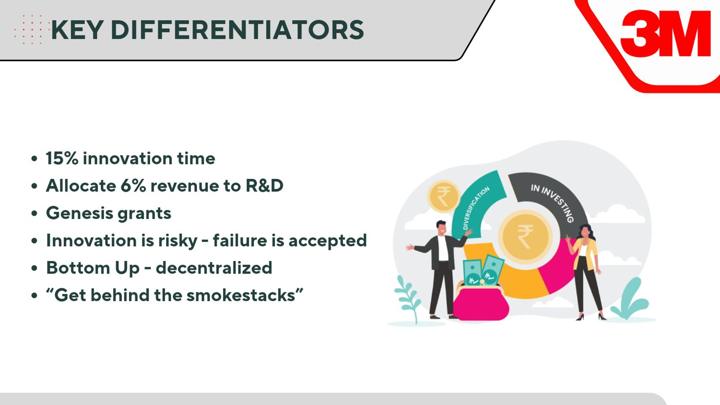 KEY DIFFERENTIATORS
3M
• 15% innovation time
• Allocate 6% revenue to R&D
• Genesis grants
• Innovation is risky - failure is accepted
• Bottom Up - decentralized
• “Get behind the smokestacks”
DIVERSIFICATION
IN INVESTING
₹
₹